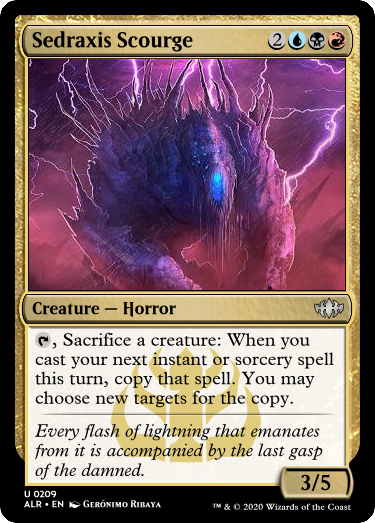 Sedraxis Scourge 2
Creature — Horror
, Sacrifice a creature: When you
cast your next instant or sorcery spell
this turn, copy that spell. You may
choose new targets for the copy.
Every flash of lightning that emanates
from it is accompanied by the last gasp
of the damned.
3/5
U 0209
ALR • EN Gerónimo Ribaya
™ & © 2020 Wizards of the Coast